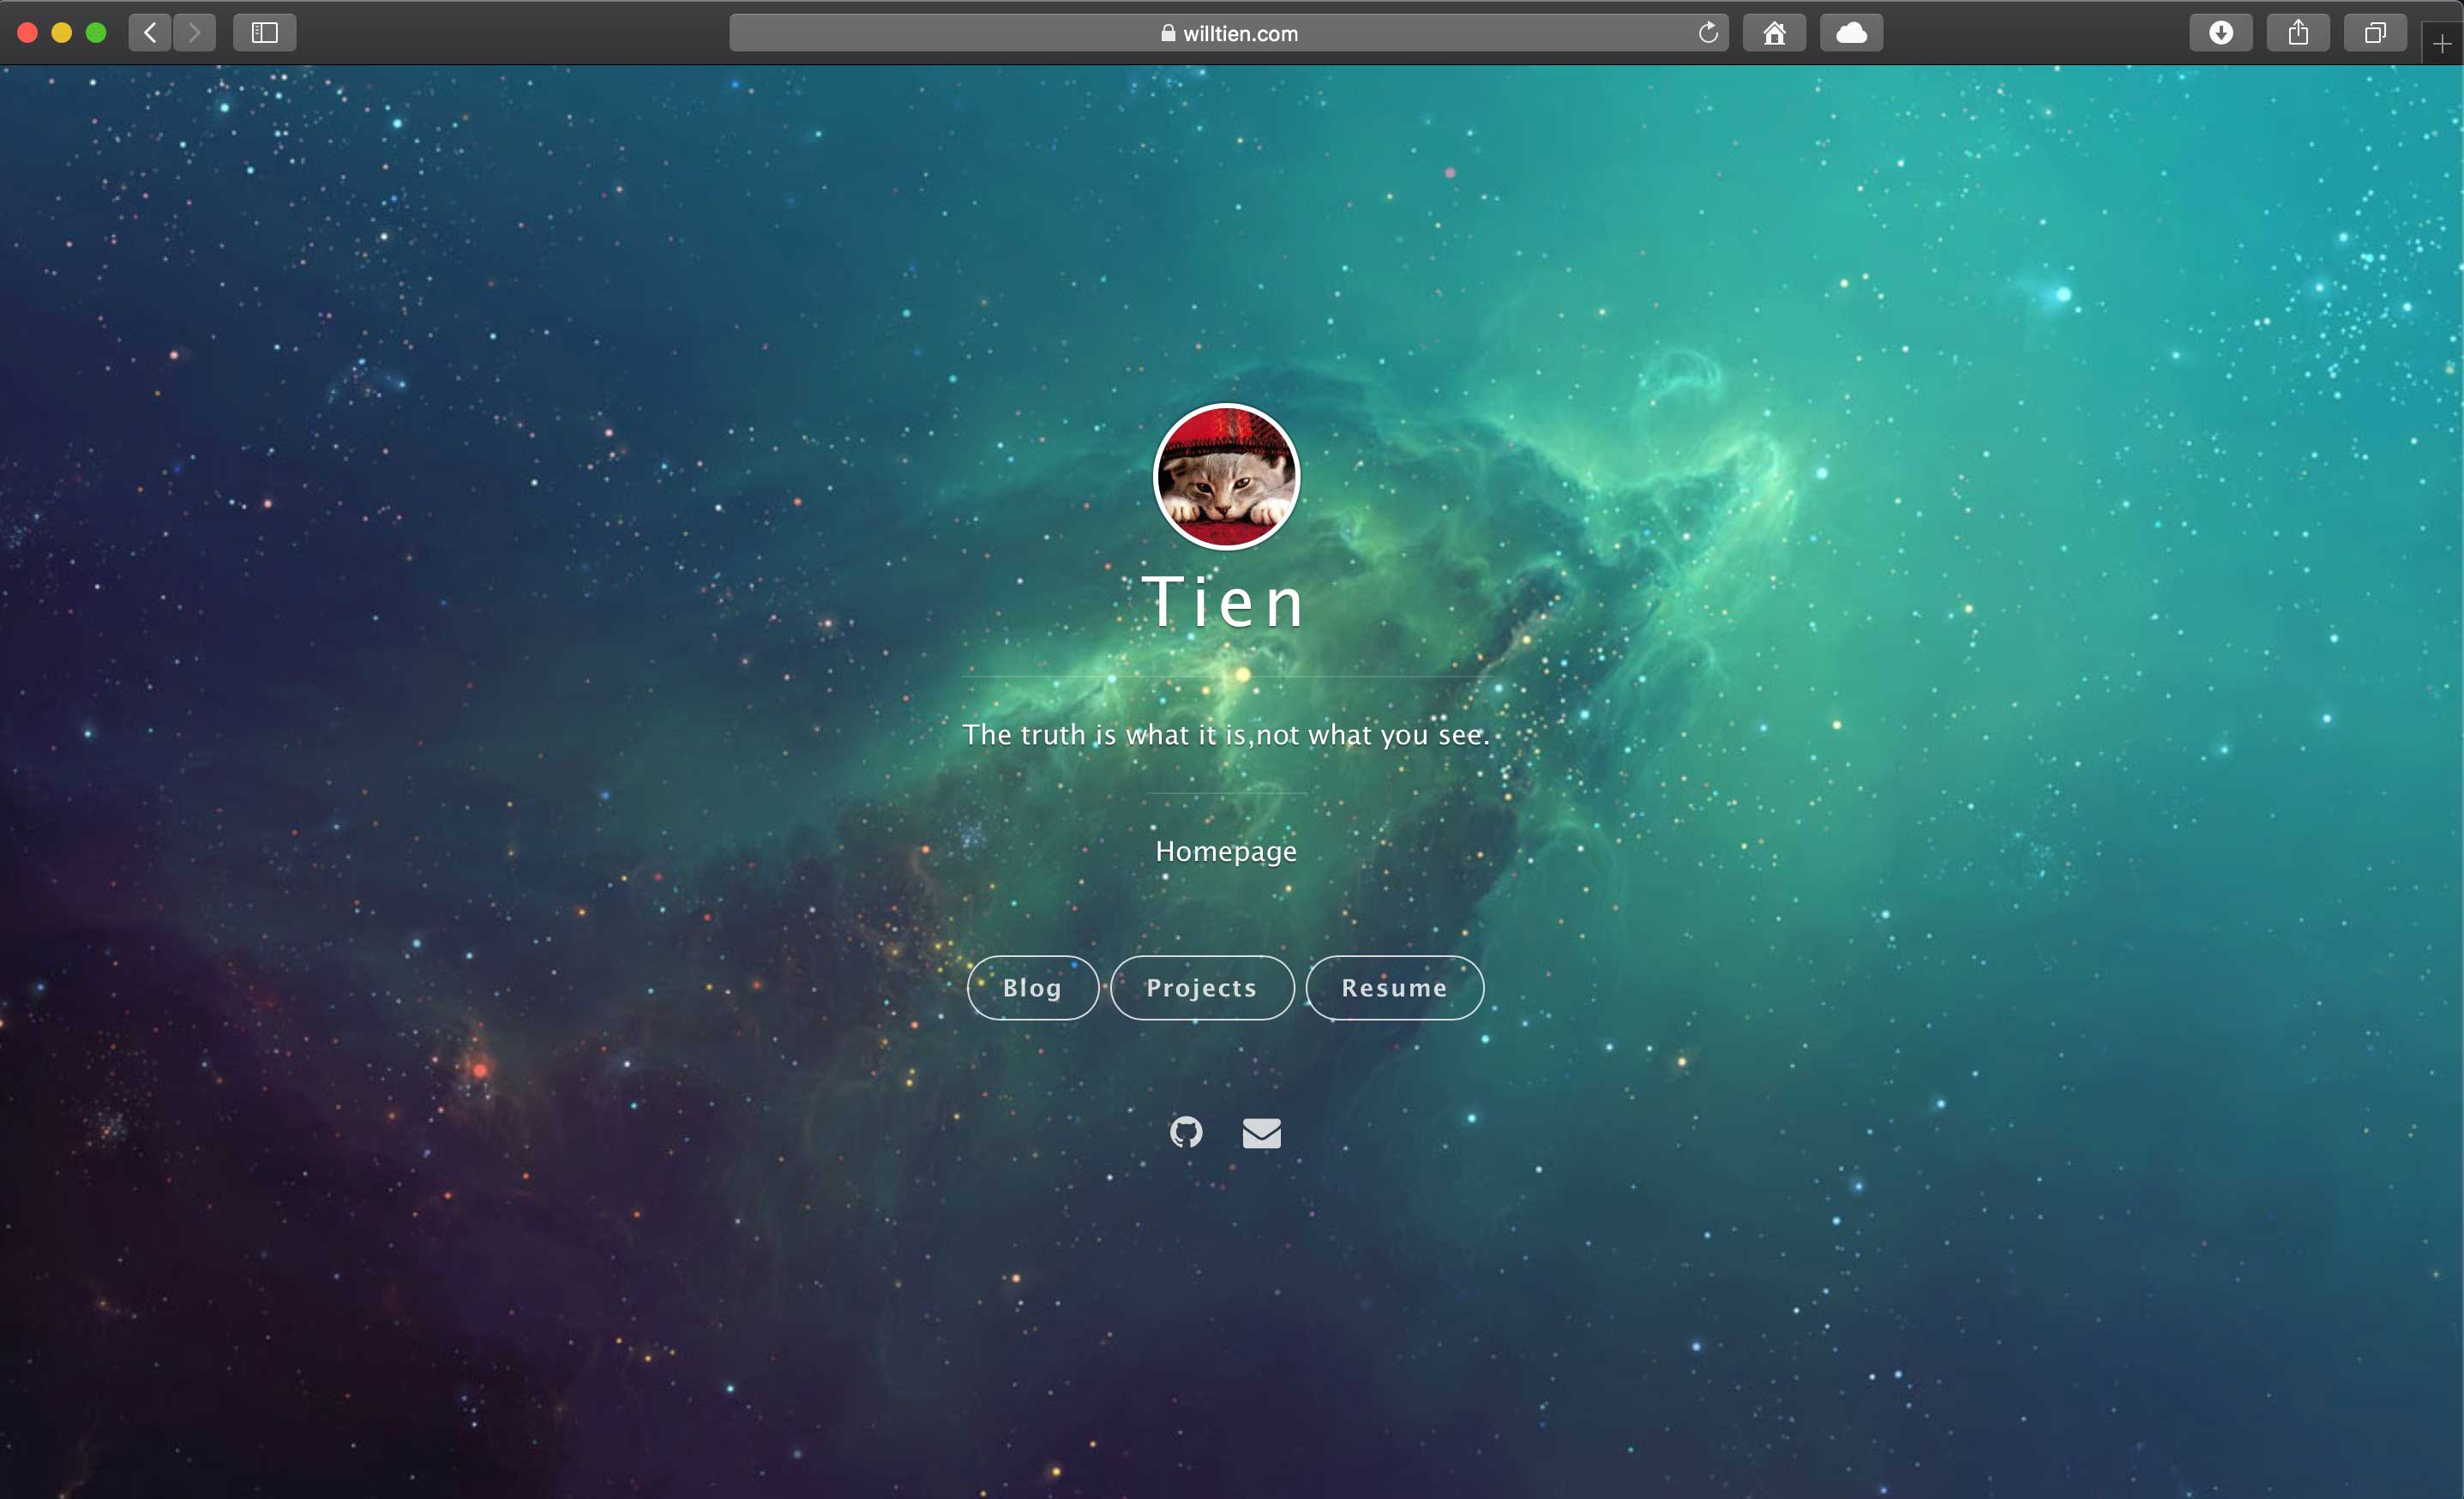 willtien.com
Tien
The truth is what it is,not what you see.
Homepage
Blog Projects Resume